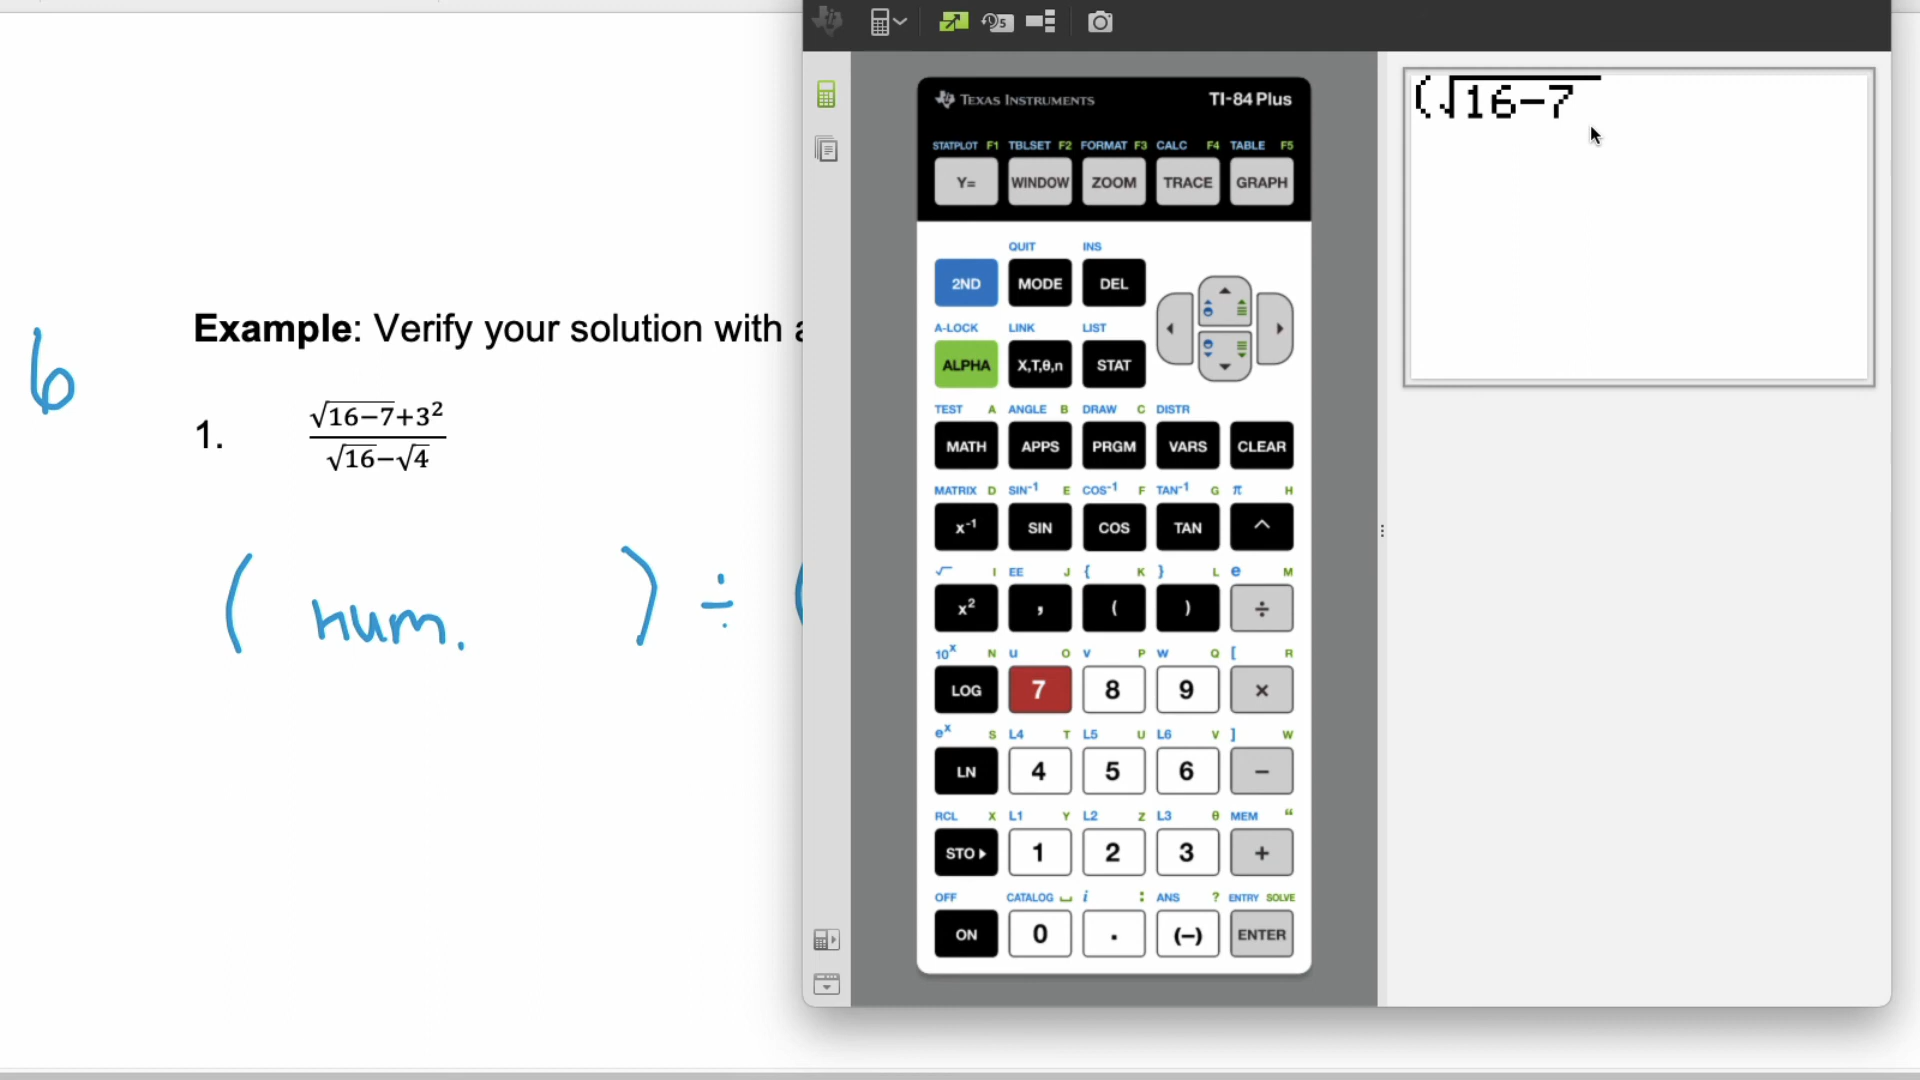 Example: Verify your solution with a
6
1. √16−7+3²
√16−√4
( num. ) ÷ (
TEXAS INSTRUMENTS TI-84 Plus
STATPLOT F1 TBLSET F2 FORMAT F3 CALC F4 TABLE F5
Y= WINDOW ZOOM TRACE GRAPH
QUIT INS
2ND MODE DEL
A-LOCK LINK LIST
ALPHA X,T,θ,n STAT
TEST A ANGLE B DRAW C DISTR
MATH APPS PRGM VARS CLEAR
MATRIX D SIN⁻¹ E COS⁻¹ F TAN⁻¹ G π H
x⁻¹ SIN COS TAN ^
√ I EE J { K } L e M
x² , ( ) ÷
10ˣ N u O v P w Q [ R
LOG 7 8 9 ×
eˣ S L4 T L5 U L6 V ] W
LN 4 5 6 −
RCL X L1 Y L2 Z L3 θ MEM “
STO▸ 1 2 3 +
OFF CATALOG ⎵ i : ANS ? ENTRY SOLVE
ON 0 . (−) ENTER
(√16−7